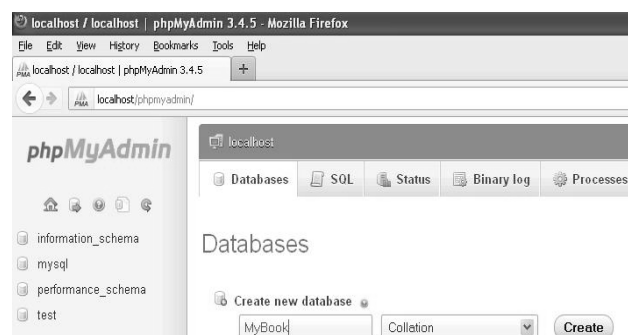 localhost / localhost | phpMyAdmin 3.4.5 - Mozilla Firefox
File Edit View History Bookmarks Tools Help
PMA localhost / localhost | phpMyAdmin 3.4.5
PMA localhost/phpmyadmin/
phpMyAdmin
information_schema
mysql
performance_schema
test
localhost
Databases SQL Status Binary log Processes
Databases
Create new database
MyBook Collation Create